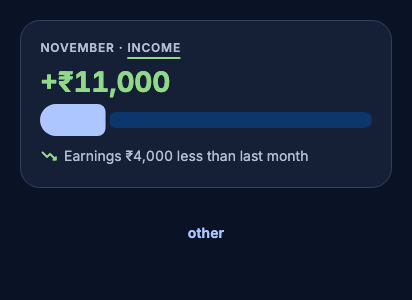 NOVEMBER · INCOME
+₹11,000
Earnings ₹4,000 less than last month
other